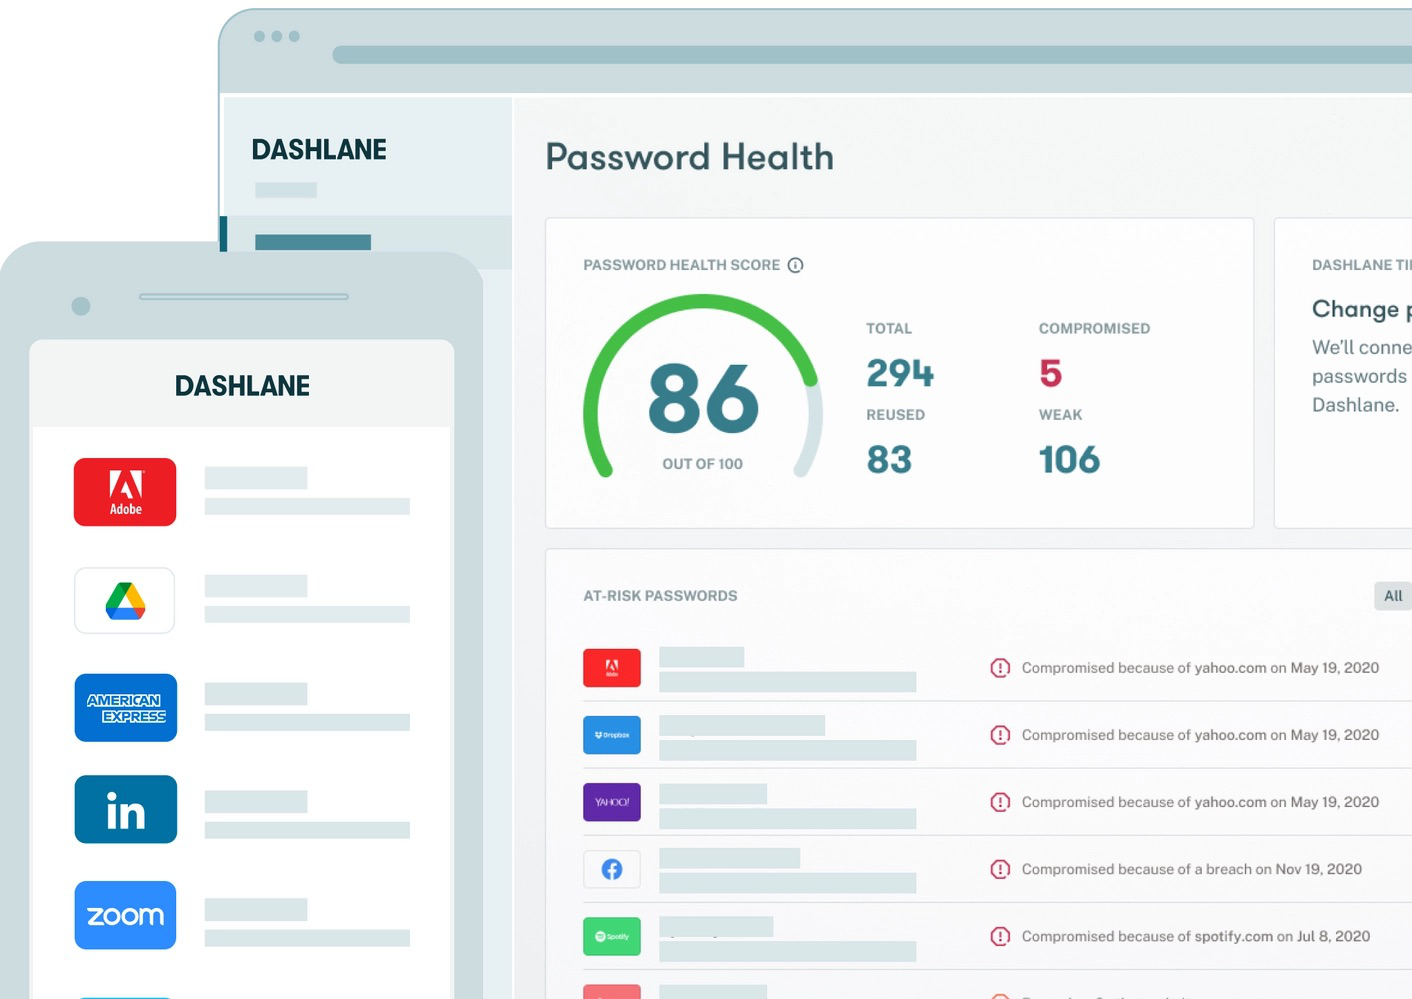 DASHLANE
Password Health
PASSWORD HEALTH SCORE
86
OUT OF 100
TOTAL
294
COMPROMISED
5
REUSED
83
WEAK
106
DASHLANE
Change
We'll
passwords
Dashlane.
AT-RISK PASSWORDS
All
Adobe
Compromised because of yahoo.com on May 19, 2020
Dropbox
Compromised because of yahoo.com on May 19, 2020
YAHOO!
Compromised because of yahoo.com on May 19, 2020
Compromised because of a breach on Nov 19, 2020
Spotify
Compromised because of spotify.com on Jul 8, 2020
DASHLANE
Adobe
AMERICAN
EXPRESS
in
zoom